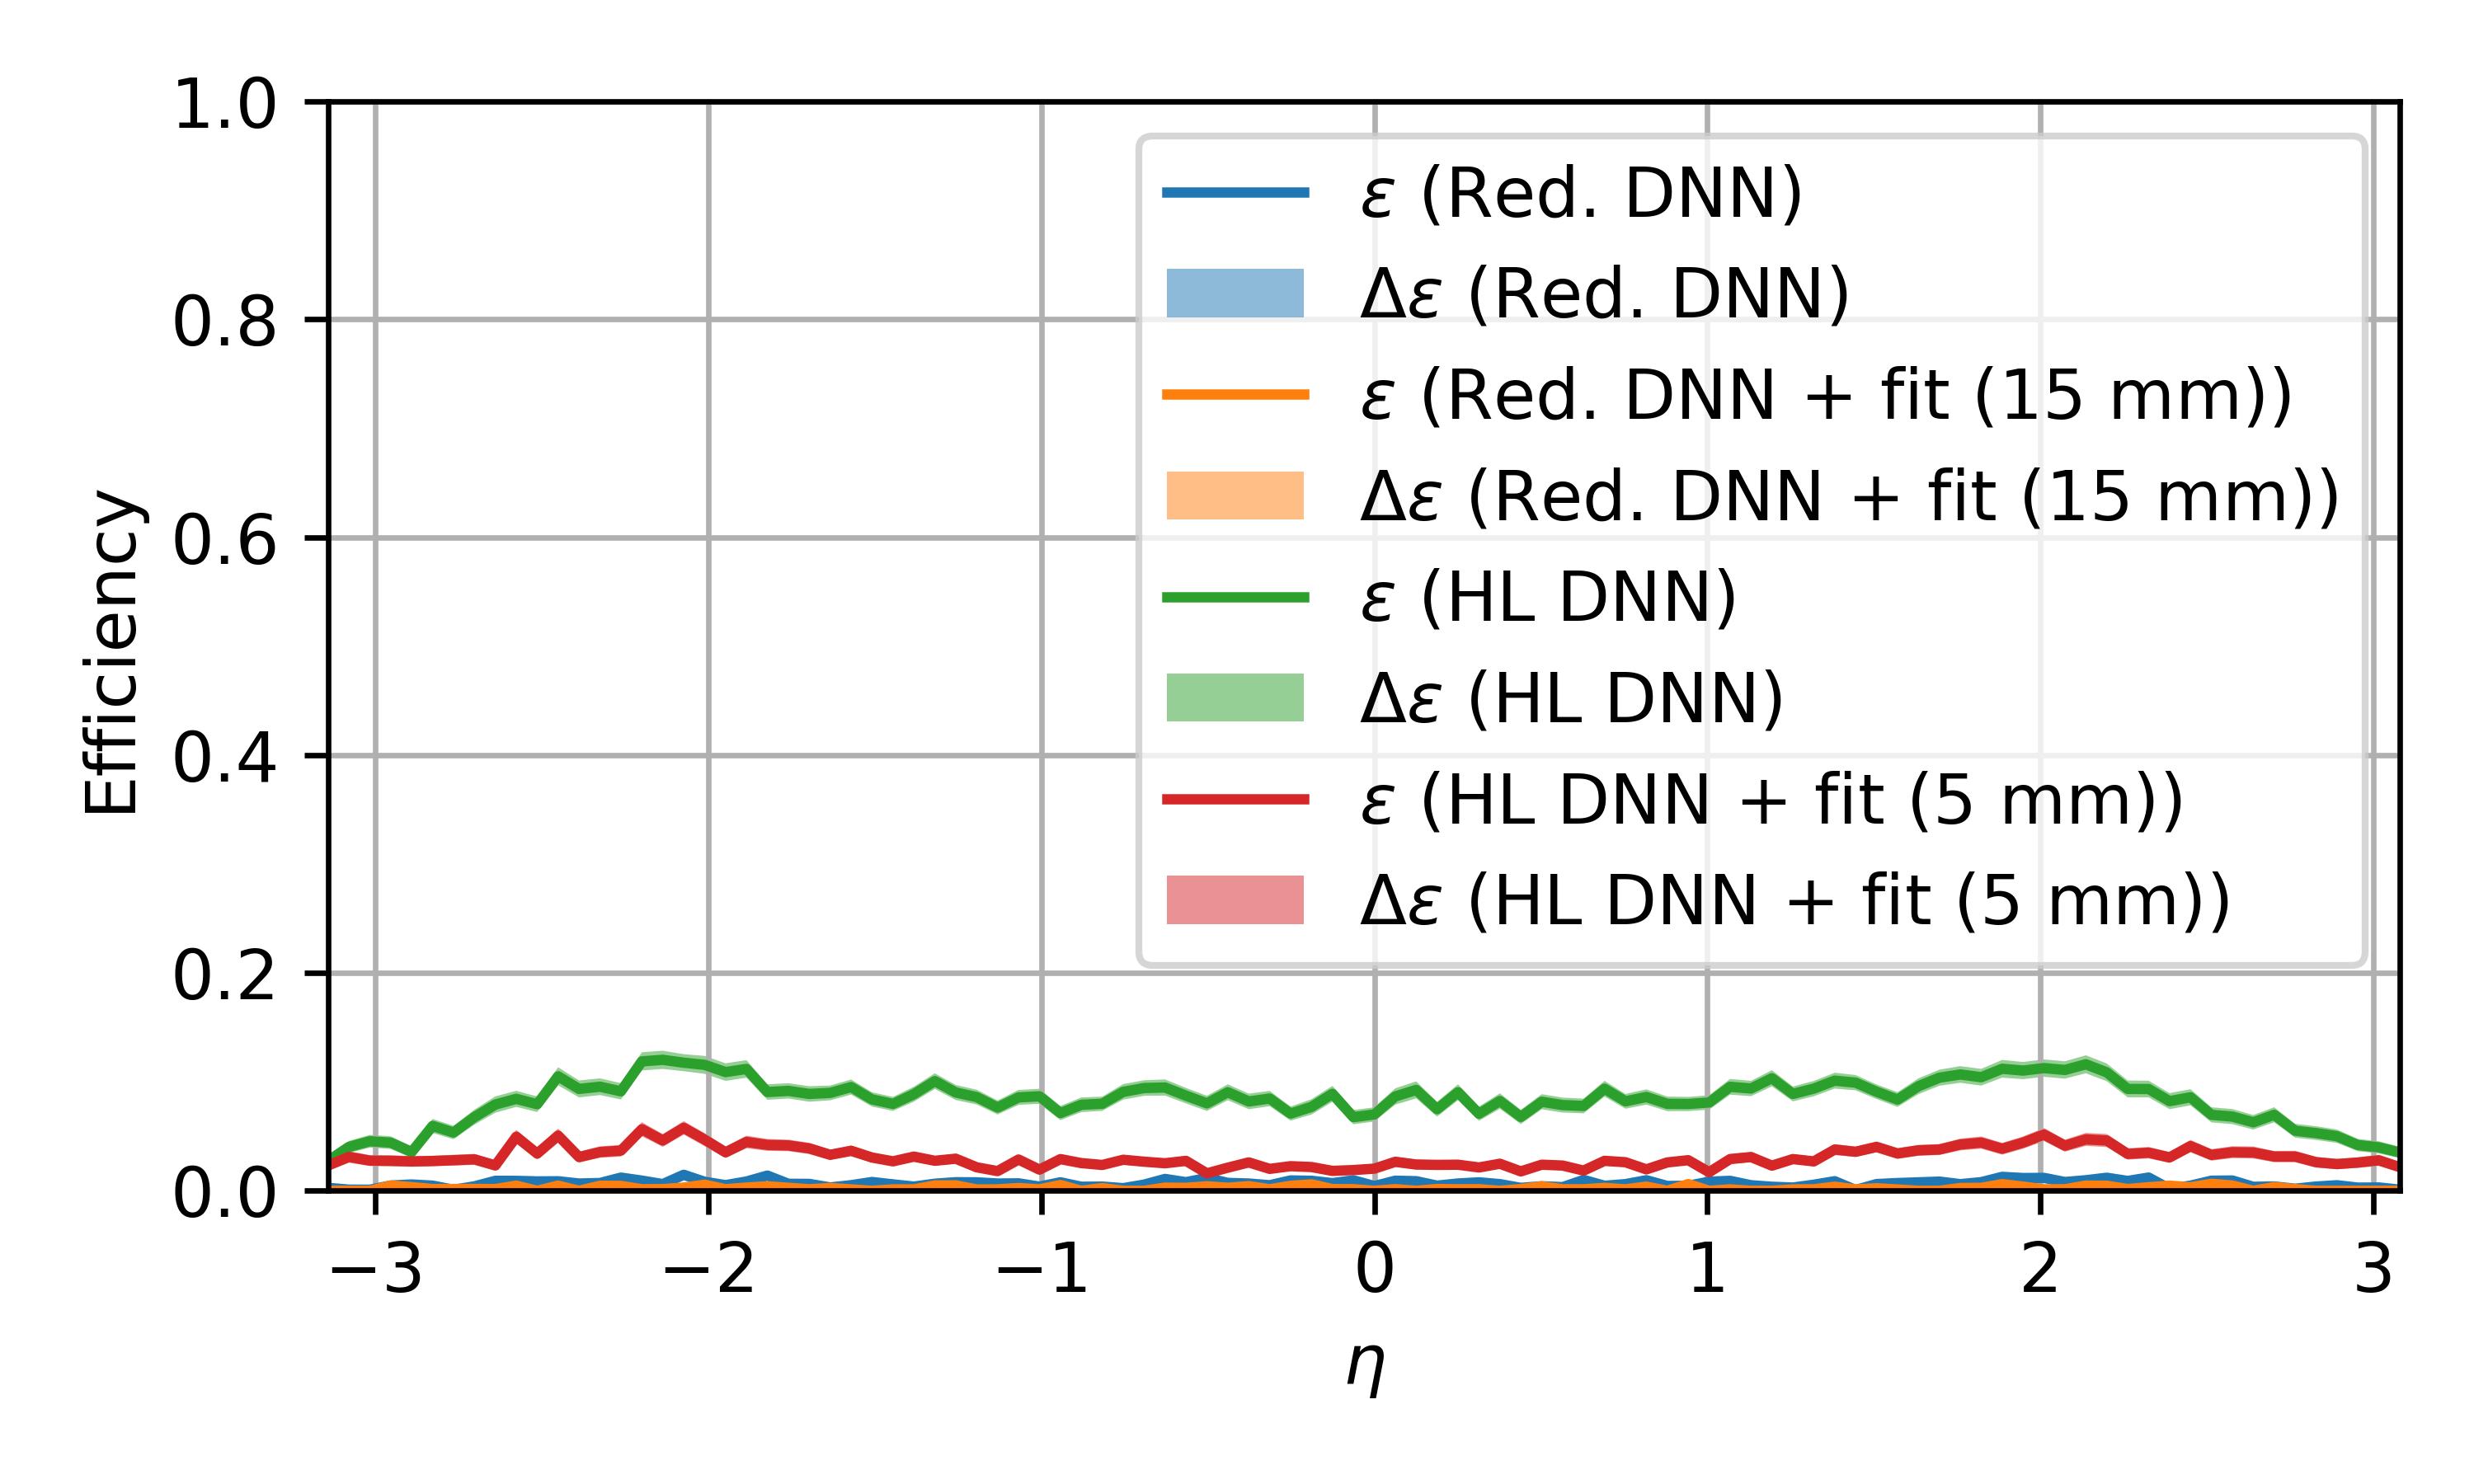 1.0
0.8
0.6
0.4
0.2
0.0
Efficiency
ε (Red. DNN)
Δε (Red. DNN)
ε (Red. DNN + fit (15 mm))
Δε (Red. DNN + fit (15 mm))
ε (HL DNN)
Δε (HL DNN)
ε (HL DNN + fit (5 mm))
Δε (HL DNN + fit (5 mm))
−3 −2 −1 0 1 2 3
η